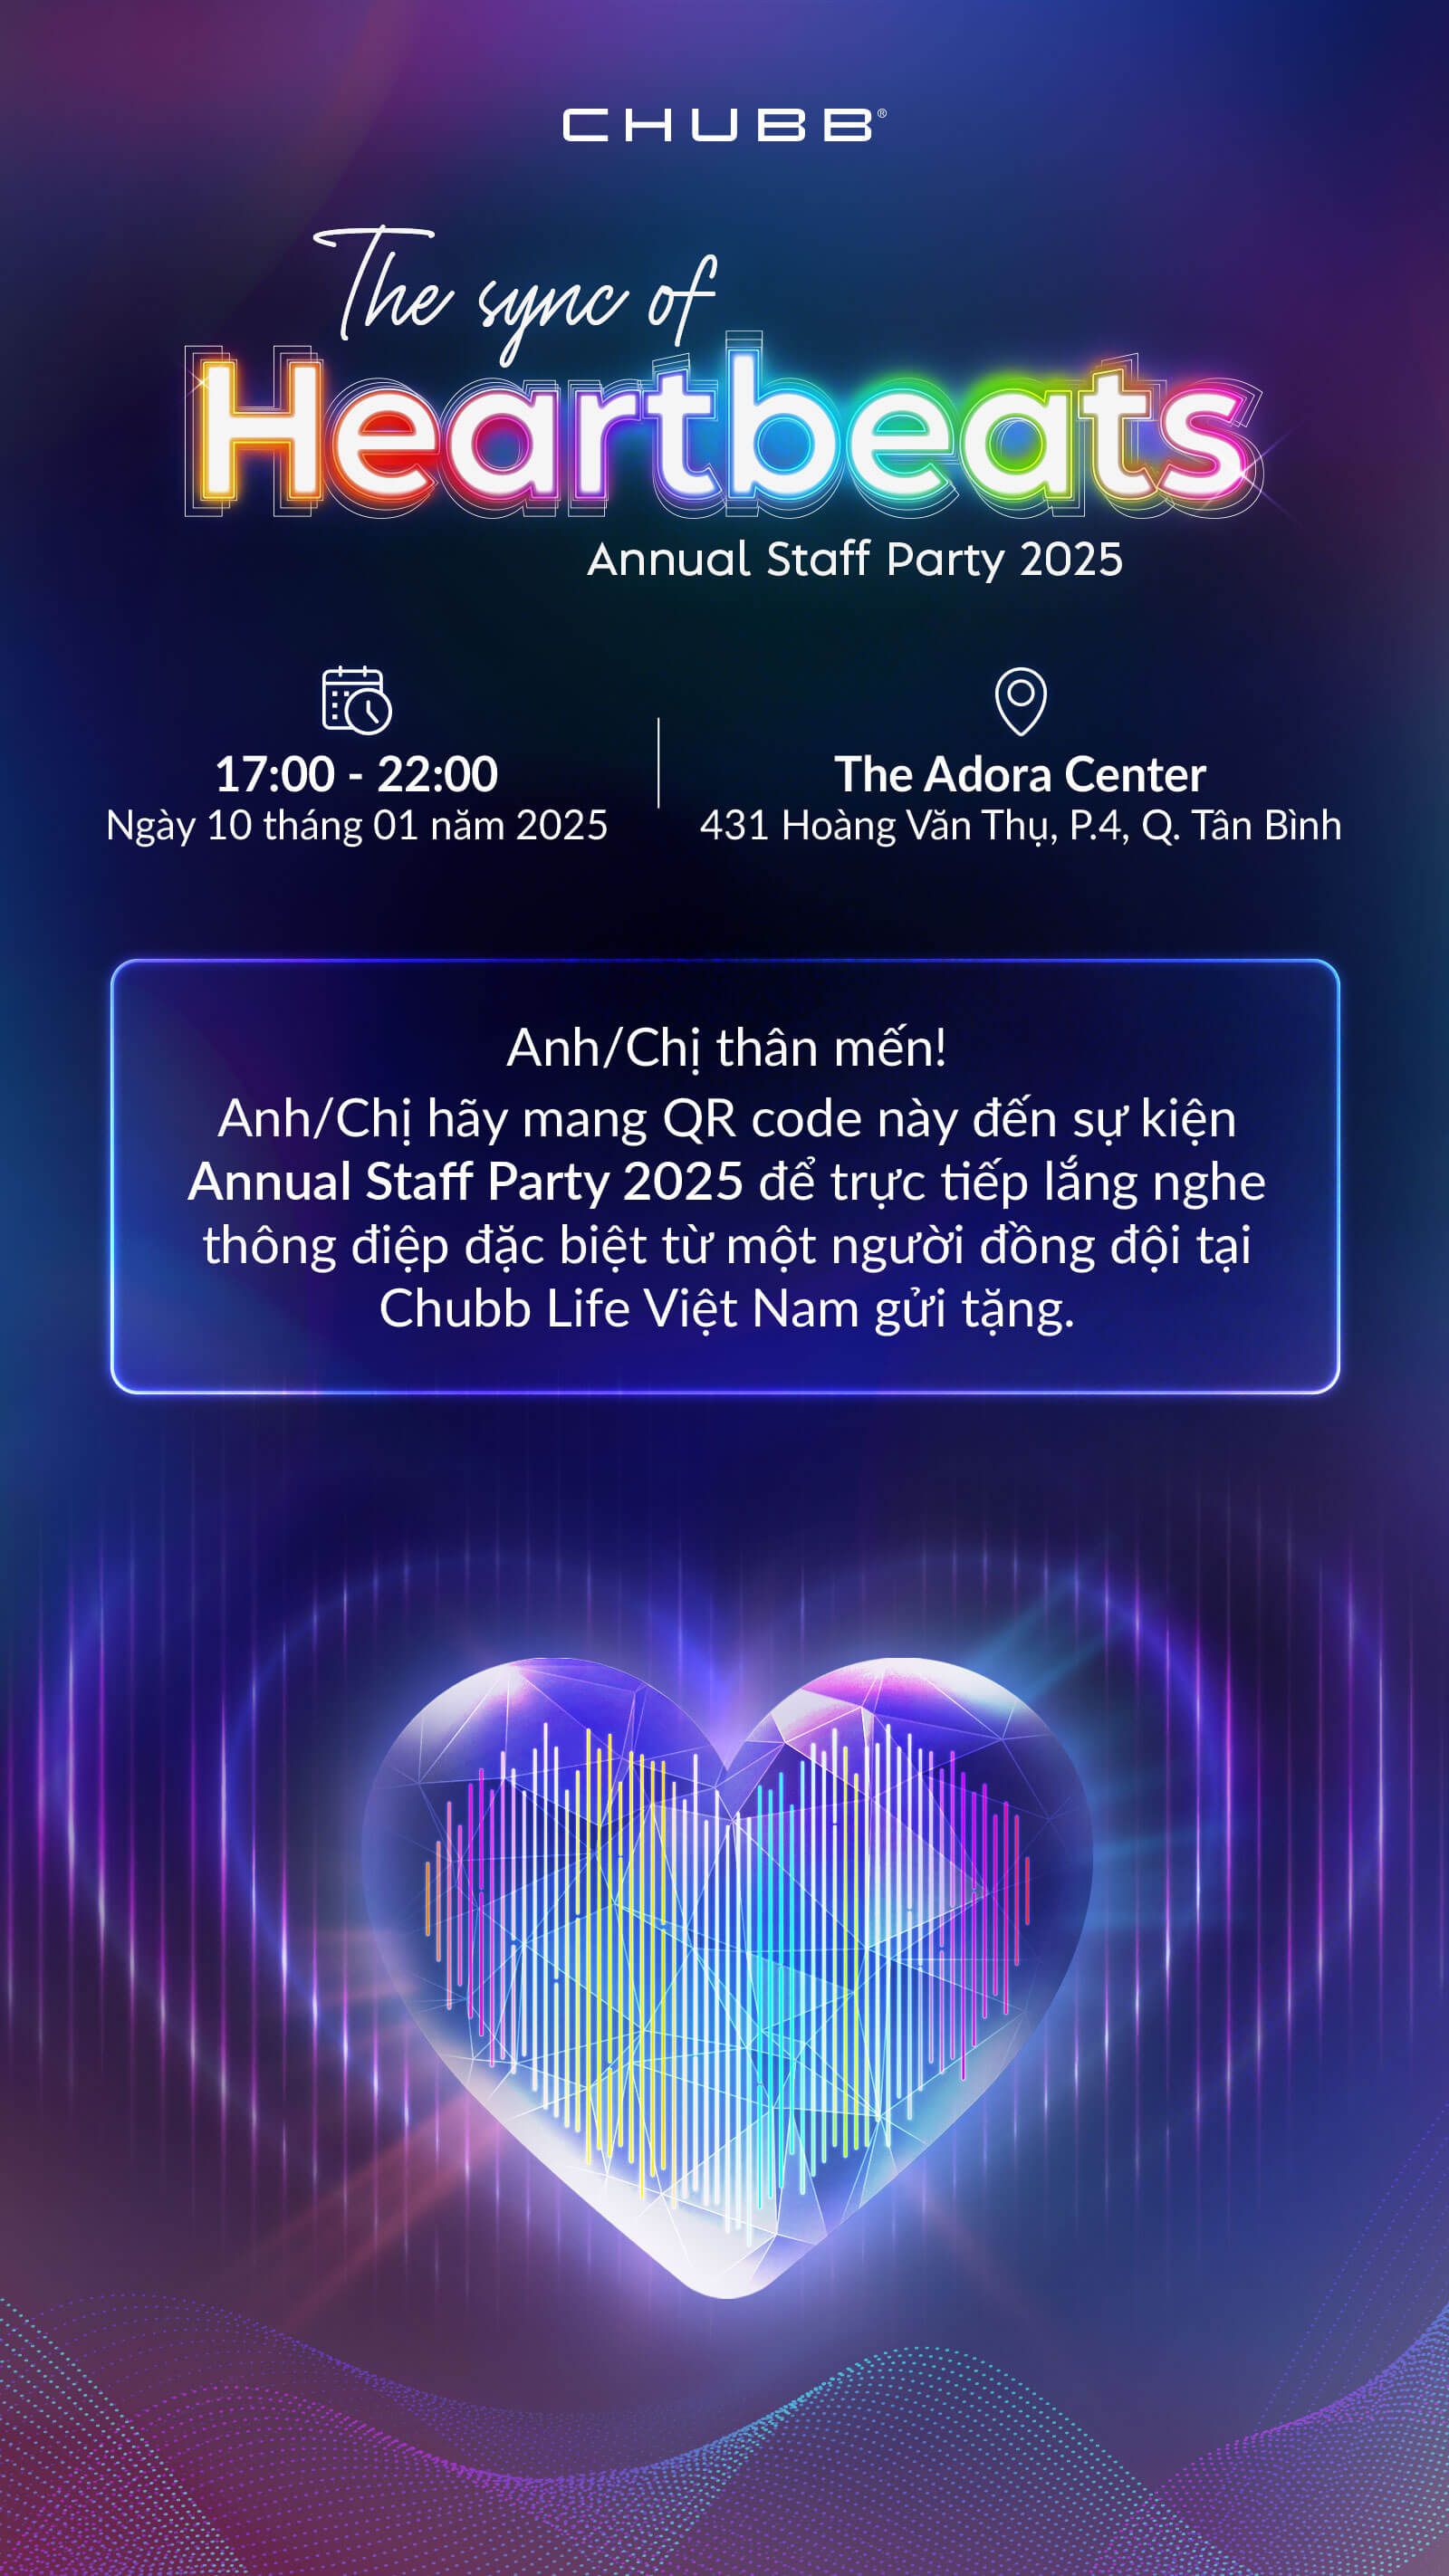 CHUBB®
The sync of
Heartbeats
Annual Staff Party 2025
17:00 - 22:00
Ngày 10 tháng 01 năm 2025
The Adora Center
431 Hoàng Văn Thụ, P.4, Q. Tân Bình
Anh/Chị thân mến!
Anh/Chị hãy mang QR code này đến sự kiện
Annual Staff Party 2025 để trực tiếp lắng nghe
thông điệp đặc biệt từ một người đồng đội tại
Chubb Life Việt Nam gửi tặng.